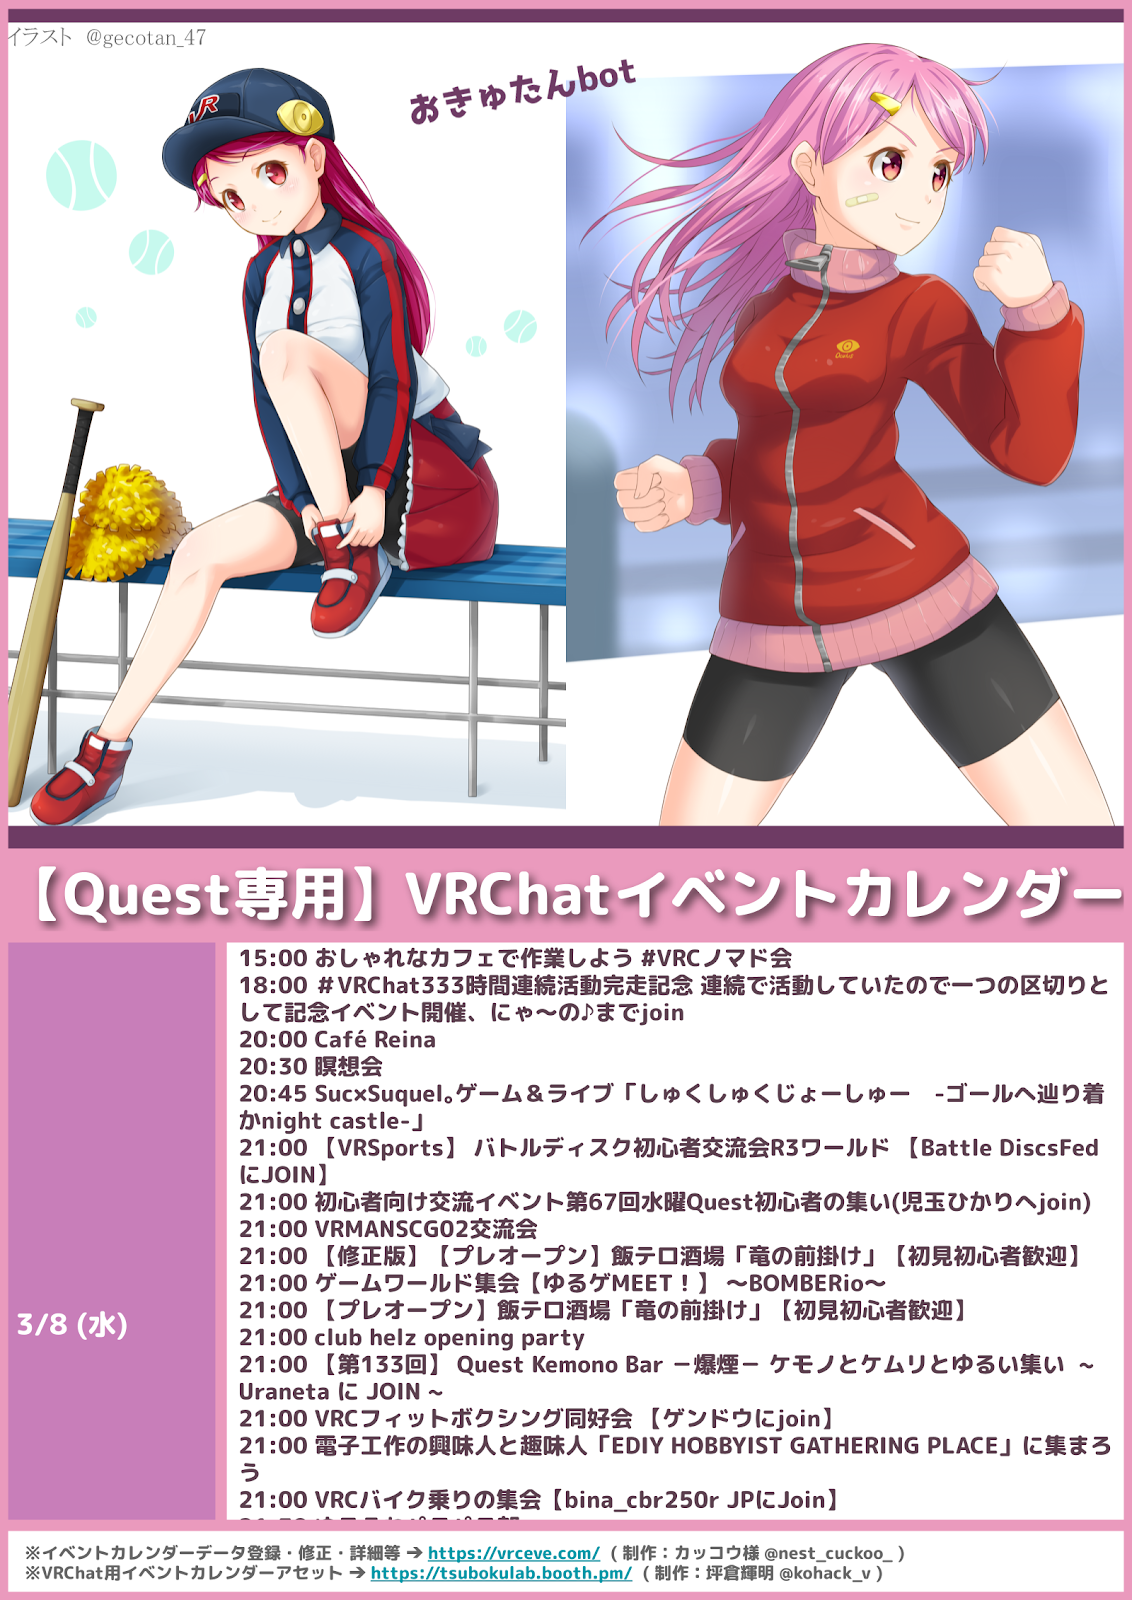 イラスト @gecotan_47
おきゅたんbot
VR
Quest
【Quest専用】VRChatイベントカレンダー
3/8 (水)
15:00 おしゃれなカフェで作業しよう #VRCノマド会
18:00 ＃VRChat333時間連続活動完走記念 連続で活動していたので一つの区切りと
して記念イベント開催、にゃ～の♪までjoin
20:00 Café Reina
20:30 瞑想会
20:45 Suc×Suquel。ゲーム＆ライブ「しゅくしゅくじょーしゅー　-ゴールへ辿り着
かnight castle-」
21:00 【VRSports】 バトルディスク初心者交流会R3ワールド 【Battle DiscsFed
にJOIN】
21:00 初心者向け交流イベント第67回水曜Quest初心者の集い(児玉ひかりへjoin)
21:00 VRMANSCG02交流会
21:00 【修正版】【プレオープン】飯テロ酒場「竜の前掛け」【初見初心者歓迎】
21:00 ゲームワールド集会【ゆるゲMEET！】 ～BOMBERio～
21:00 【プレオープン】飯テロ酒場「竜の前掛け」【初見初心者歓迎】
21:00 club helz opening party
21:00 【第133回】 Quest Kemono Bar －爆煙－ ケモノとケムリとゆるい集い ~
Uraneta に JOIN ~
21:00 VRCフィットボクシング同好会 【ゲンドウにjoin】
21:00 電子工作の興味人と趣味人「EDIY HOBBYIST GATHERING PLACE」に集まろ
う
21:00 VRCバイク乗りの集会【bina_cbr250r JPにJoin】
※イベントカレンダーデータ登録・修正・詳細等 → https://vrceve.com/ （制作：カッコウ様 @nest_cuckoo_ ）
※VRChat用イベントカレンダーアセット → https://tsubokulab.booth.pm/ （制作：坪倉輝明 @kohack_v ）